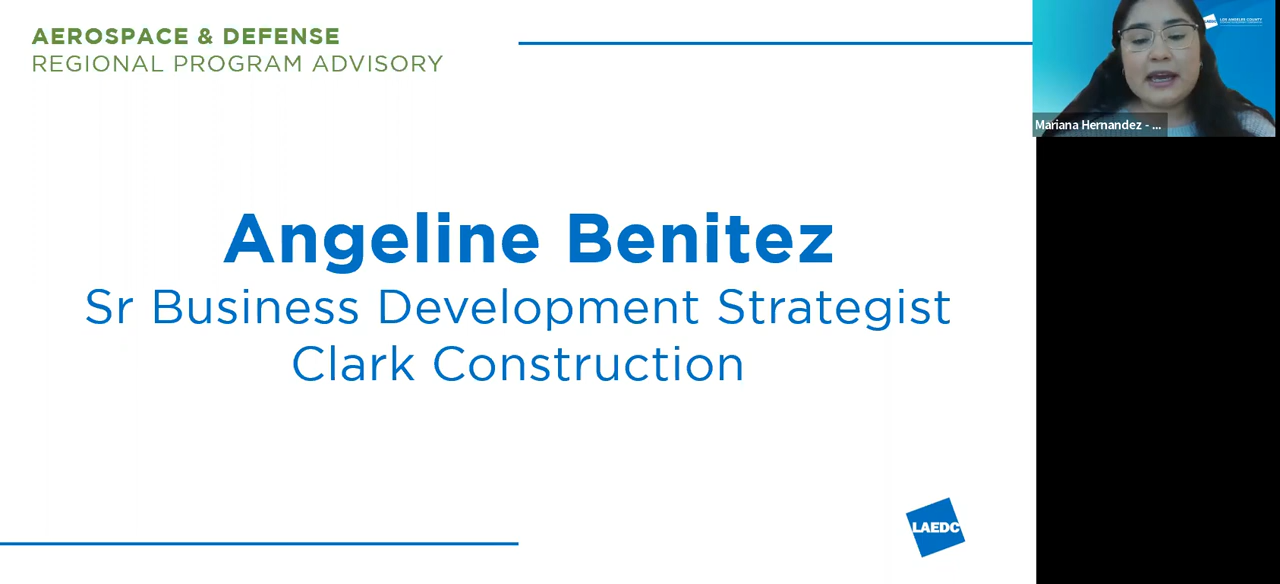 AEROSPACE & DEFENSE
REGIONAL PROGRAM ADVISORY
Angeline Benitez
Sr Business Development Strategist
Clark Construction
LAEDC
Mariana Hernandez - ...